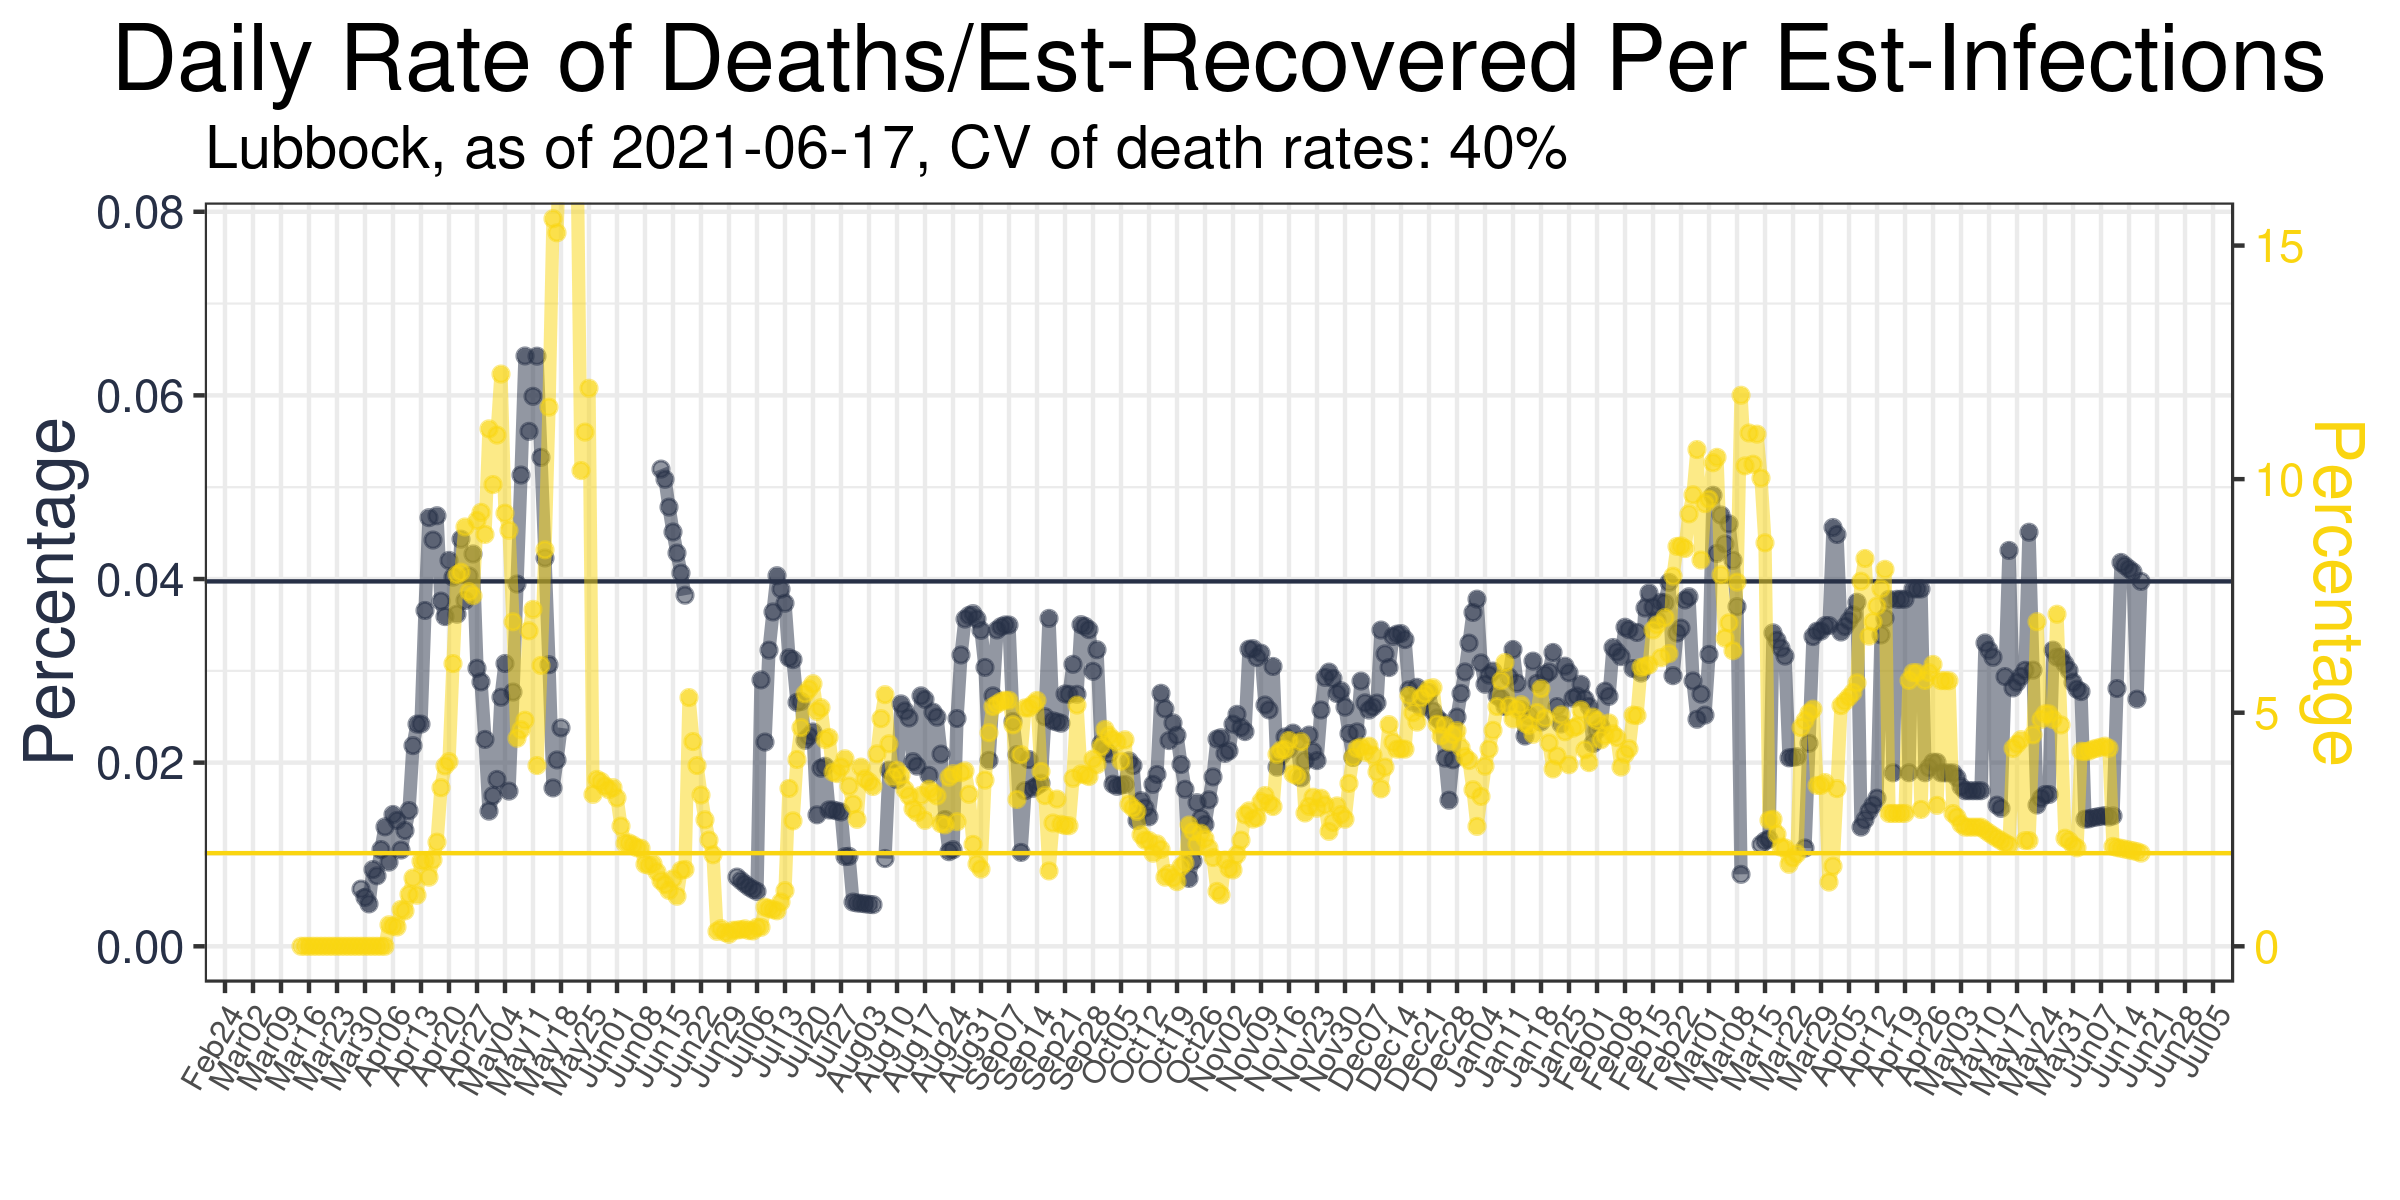 Daily Rate of Deaths/Est-Recovered Per Est-Infections
Lubbock, as of 2021-06-17, CV of death rates: 40%
Percentage
0.08
0.06
0.04
0.02
0.00
15
10
5
0
Percentage
Feb24
Mar02
Mar09
Mar16
Mar23
Mar30
Apr06
Apr13
Apr20
Apr27
May04
May11
May18
May25
Jun01
Jun08
Jun15
Jun22
Jun29
Jul06
Jul13
Jul20
Jul27
Aug03
Aug10
Aug17
Aug24
Aug31
Sep07
Sep14
Sep21
Sep28
Oct05
Oct12
Oct19
Oct26
Nov02
Nov09
Nov16
Nov23
Nov30
Dec07
Dec14
Dec21
Dec28
Jan04
Jan11
Jan18
Jan25
Feb01
Feb08
Feb15
Feb22
Mar01
Mar08
Mar15
Mar22
Mar29
Apr05
Apr12
Apr19
Apr26
May03
May10
May17
May24
May31
Jun07
Jun14
Jun21
Jun28
Jul05